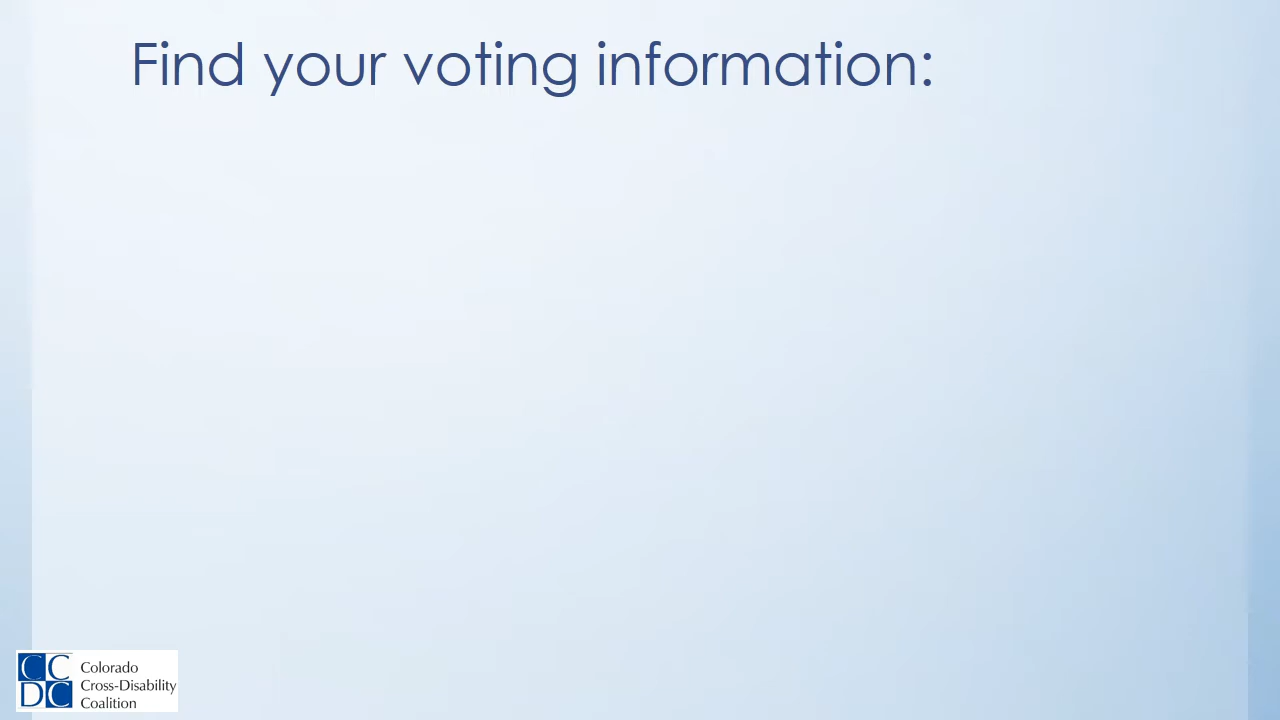 Find your voting information:
CC
DC
Colorado
Cross-Disability
Coalition